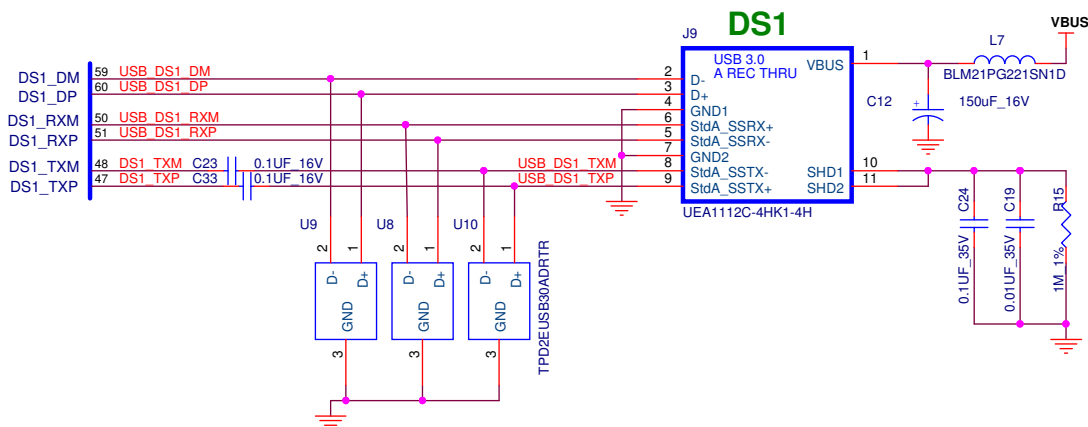 DS1
VBUS
J9
L7
USB 3.0
A REC THRU
VBUS
1
BLM21PG221SN1D
DS1_DM
59
USB_DS1_DM
2
D-
DS1_DP
60
USB_DS1_DP
3
D+
C12
150uF_16V
4
GND1
DS1_RXM
50
USB_DS1_RXM
6
StdA_SSRX+
DS1_RXP
51
USB_DS1_RXP
5
StdA_SSRX-
7
GND2
DS1_TXM
48
DS1_TXM
C23
0.1UF_16V
USB_DS1_TXM
8
StdA_SSTX-
SHD1
10
DS1_TXP
47
DS1_TXP
C33
0.1UF_16V
USB_DS1_TXP
9
StdA_SSTX+
SHD2
11
UEA1112C-4HK1-4H
C24
0.1UF_35V
C19
0.01UF_35V
R15
1M_1%
U9
2
1
D-
D+
GND
3
U8
2
1
D-
D+
GND
3
U10
2
1
D-
D+
GND
3
TPD2EUSB30ADRTR